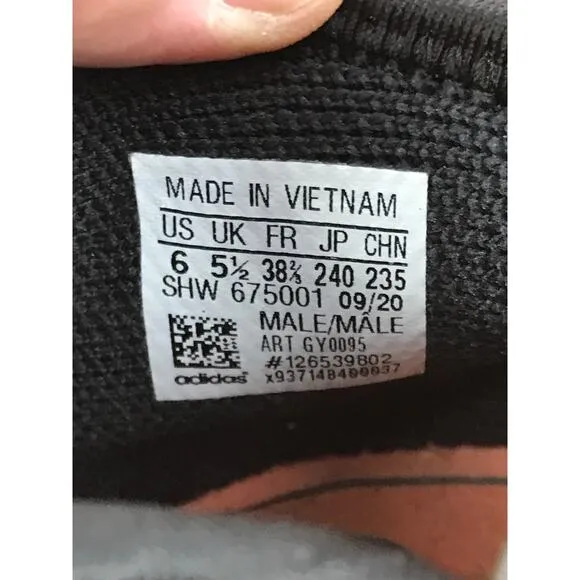 MADE IN VIETNAM
US UK FR JP CHN
6 5½ 38⅔ 240 235
SHW 675001 09/20
MALE/MÂLE
ART GY0095
#126539802
adidas